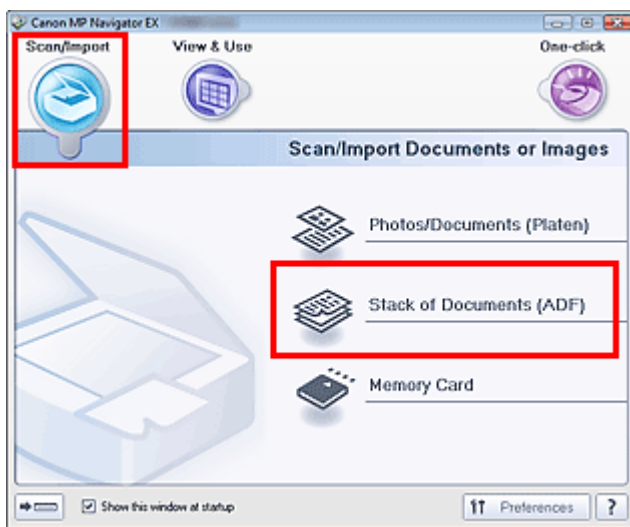 Canon MP Navigator EX
Scan/Import
View & Use
One-click
Scan/Import Documents or Images
Photos/Documents (Platen)
Stack of Documents (ADF)
Memory Card
Show this window at startup
Preferences
?